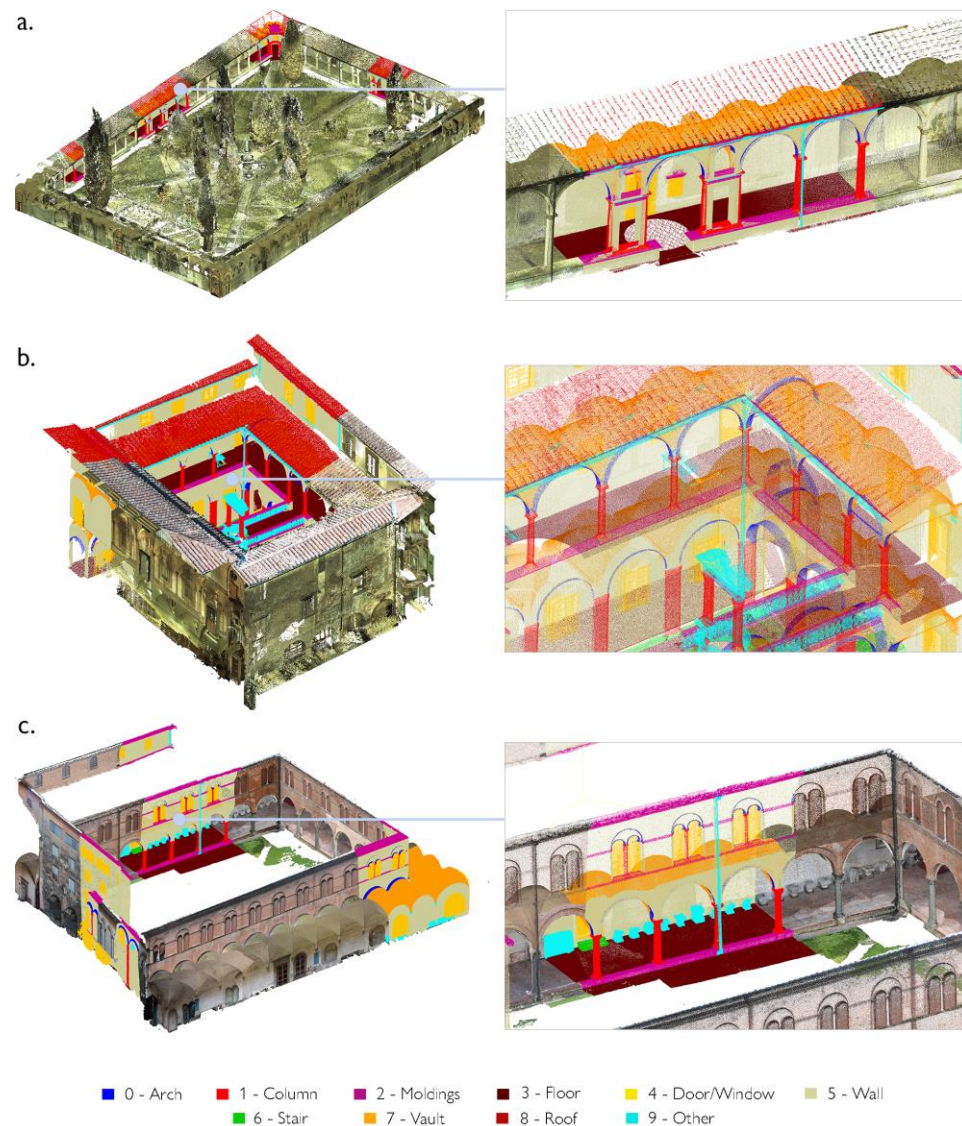 a.
b.
c.
0 - Arch 1 - Column 2 - Moldings 3 - Floor 4 - Door/Window 5 - Wall
6 - Stair 7 - Vault 8 - Roof 9 - Other